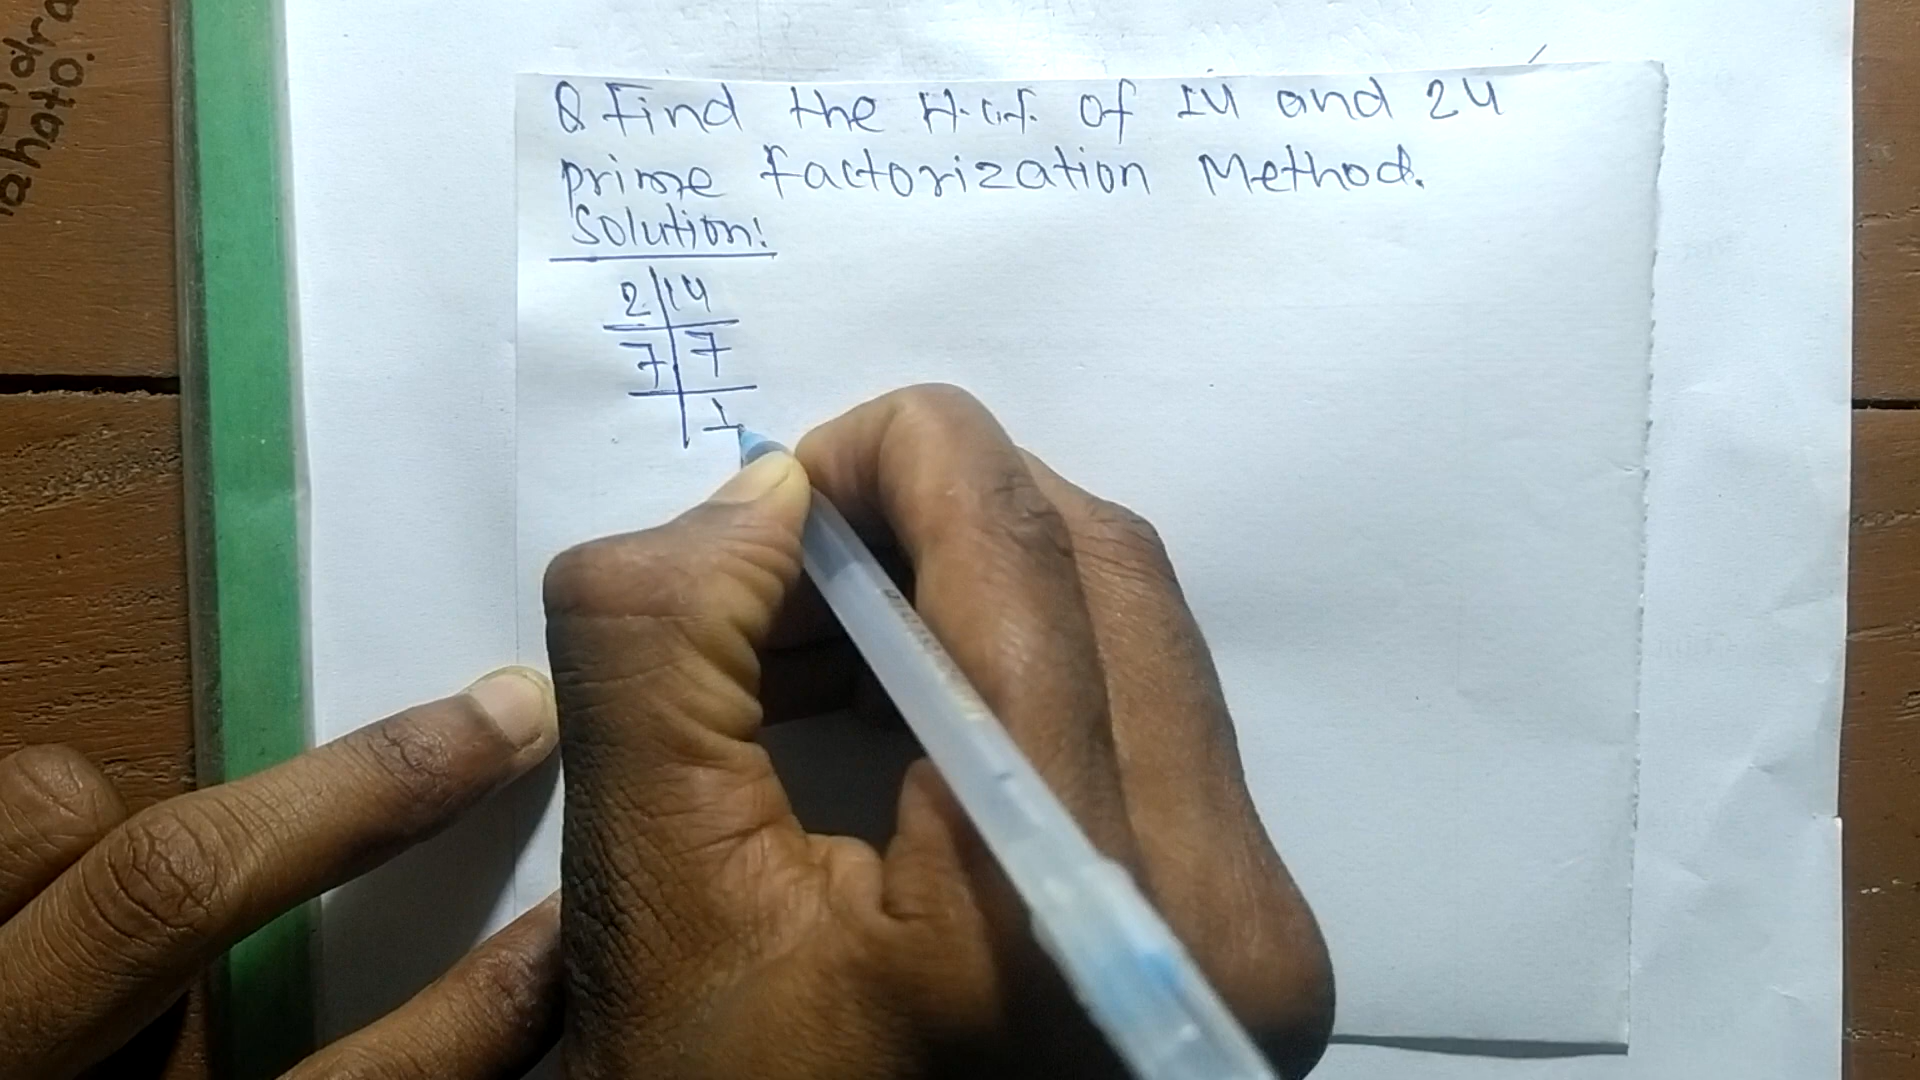 Q Find the H.C.F. of 14 and 24
prime factorization Method.
Solution:
2 14
7 7
1